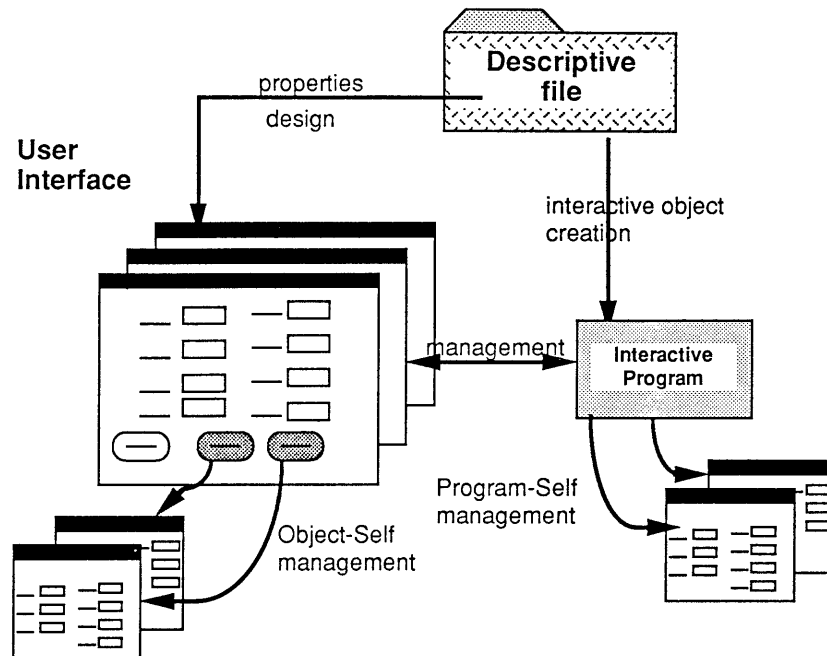 Descriptive
file
properties
design
User
Interface
interactive object
creation
management
Interactive
Program
Program-Self
management
Object-Self
management